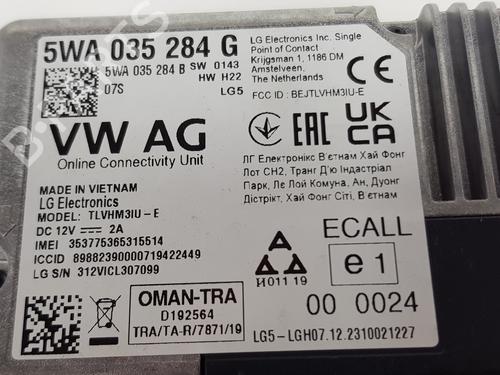 5WA 035 284 G
5WA 035 284 B SW 0143
HW H22
07S LG5
LG Electronics Inc. Single
Point of Contact
Krijgsman 1, 1186 DM
Amstelveen,
The Netherlands
CE
FCC ID : BEJTLVHM3IU-E
VW AG
Online Connectivity Unit
EAC
UK
CA
ЛГ Електронікс В'єтнам Хай Фонг
Лот СН2, Транг Д'ю Індастріал
Парк, Ле Лой Комуна, Ан, Дуонг
Дістрікт, Хай Фонг Сіті, В'єтнам
MADE IN VIETNAM
LG Electronics
MODEL: TLVHM3IU-E
DC 12V 2A
IMEI 353775365315514
ICCID 89882390000719422449
LG S/N 312VICL307099
ECALL
e1
И011 19
00 0024
OMAN-TRA
D192564
TRA/TA-R/7871/19
LG5-LGH07.12.2310021227